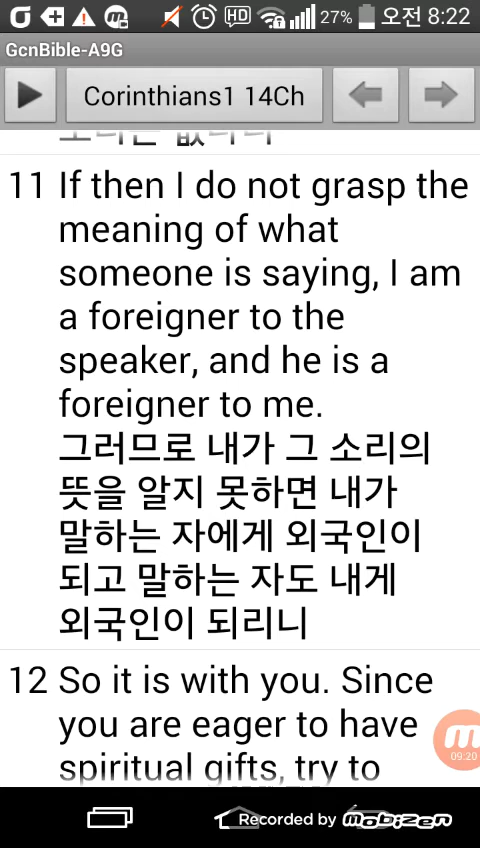 HD 27% 오전 8:22
GcnBible-A9G
Corinthians1 14Ch
11 If then I do not grasp the
meaning of what
someone is saying, I am
a foreigner to the
speaker, and he is a
foreigner to me.
그러므로 내가 그 소리의
뜻을 알지 못하면 내가
말하는 자에게 외국인이
되고 말하는 자도 내게
외국인이 되리니
12 So it is with you. Since
you are eager to have
spiritual gifts, try to
09:20
Recorded by mobizen